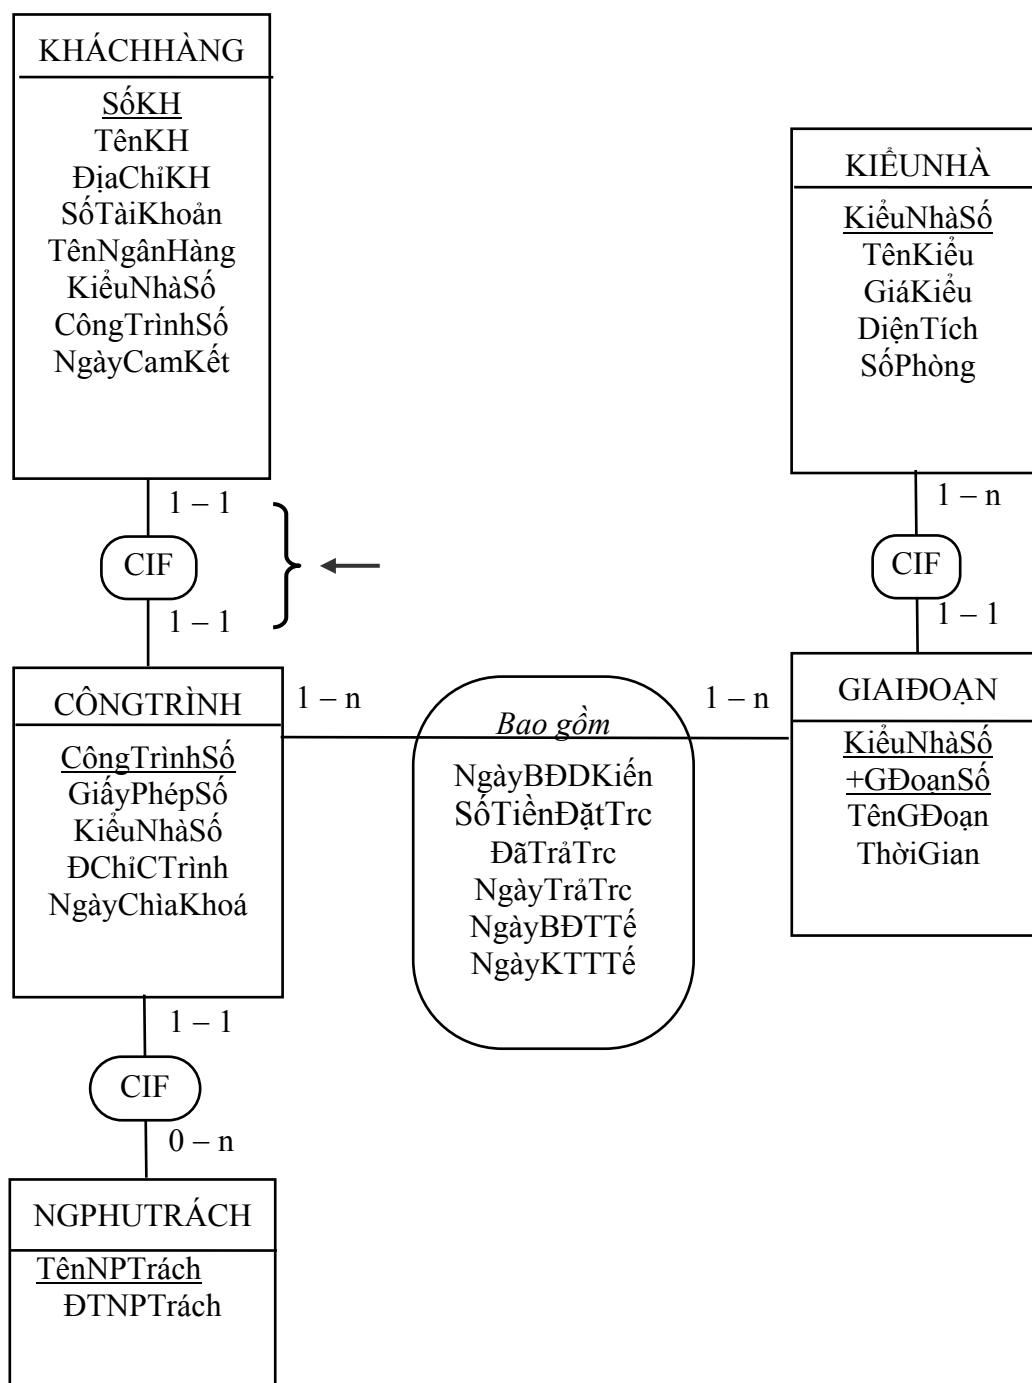 KHÁCHHÀNG
SốKH
TênKH
ĐịaChỉKH
SốTàiKhoản
TênNgânHàng
KiểuNhàSố
CôngTrìnhSố
NgàyCamKết
KIỂUNHÀ
KiểuNhàSố
TênKiểu
GiáKiểu
DiệnTích
SốPhòng
1 – 1
CIF
1 – 1
1 – n
CIF
1 – 1
CÔNGTRÌNH
CôngTrìnhSố
GiấyPhépSố
KiểuNhàSố
ĐChỉCTrình
NgàyChìaKhoá
1 – n
Bao gồm
NgàyBĐDKiến
SốTiềnĐặtTrc
ĐãTrảTrc
NgàyTrảTrc
NgàyBĐTTế
NgàyKTTTế
1 – n
GIAIĐOẠN
KiểuNhàSố
+GĐoạnSố
TênGĐoạn
ThờiGian
1 – 1
CIF
0 – n
NGPHUTRÁCH
TênNPTrách
ĐTNPTrách